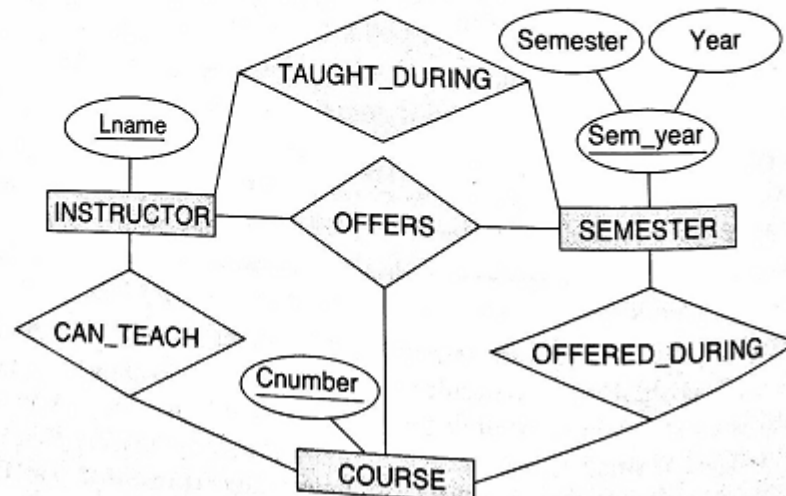 Semester
Year
TAUGHT_DURING
Lname
Sem_year
INSTRUCTOR
OFFERS
SEMESTER
CAN_TEACH
OFFERED_DURING
Cnumber
COURSE